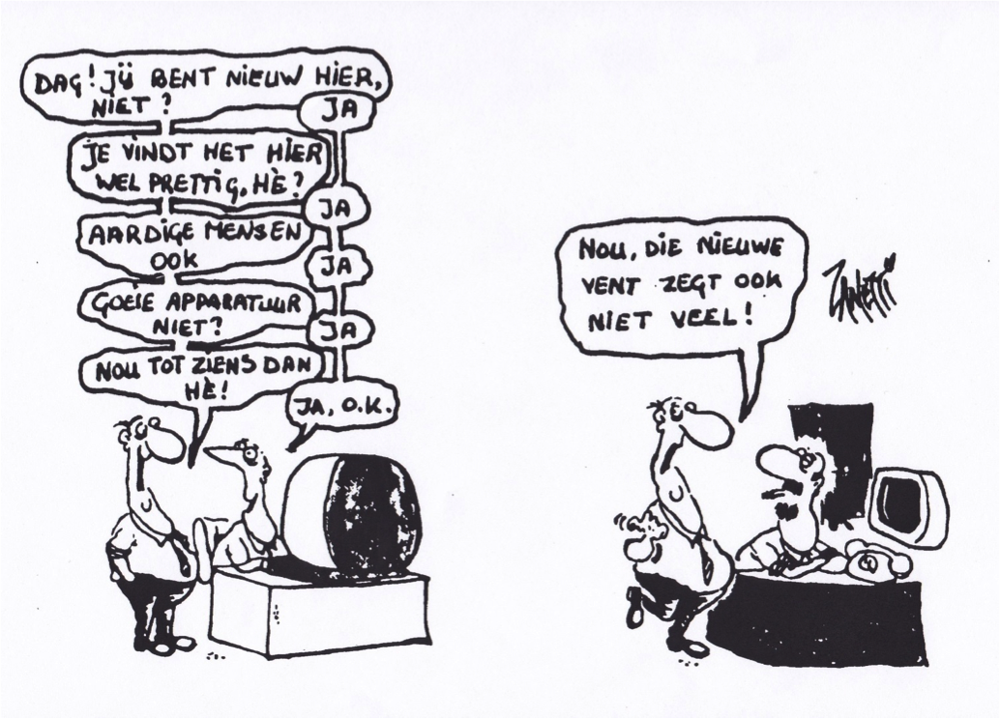 DAG! JIJ BENT NIEUW HIER,
NIET?
JA
JE VINDT HET HIER
WEL PRETTIG, HÈ?
JA
AARDIGE MENSEN
OOK
JA
GOEIE APPARATUUR
NIET?
JA
NOU TOT ZIENS DAN
HÈ!
JA, O.K.
NOU, DIE NIEUWE
VENT ZEGT OOK
NIET VEEL!
ZANETTI